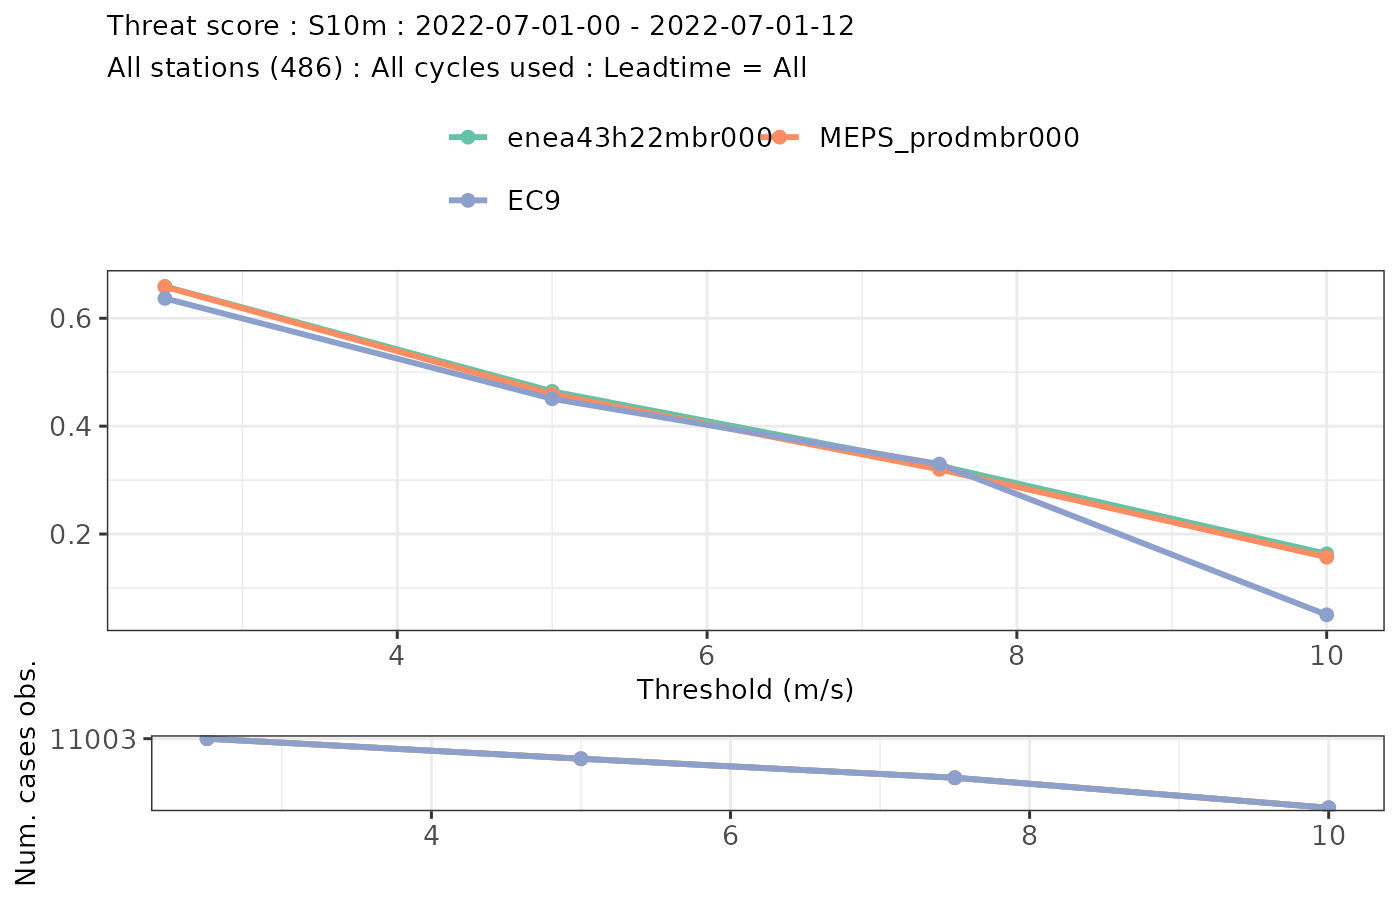 Threat score : S10m : 2022-07-01-00 - 2022-07-01-12
All stations (486) : All cycles used : Leadtime = All
enea43h22mbr000 MEPS_prodmbr000
EC9
0.6
0.4
0.2
4 6 8 10
Threshold (m/s)
Num. cases obs.
11003
4 6 8 10